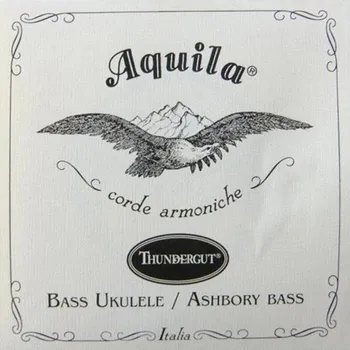 Aquila®
corde armoniche
THUNDERGUT®
BASS UKULELE / ASHBORY BASS
Italia